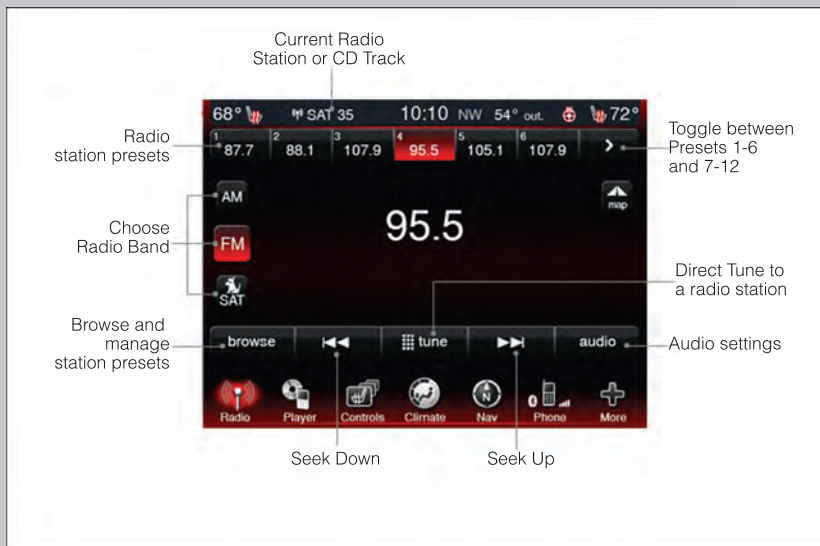 Current Radio
Station or CD Track
68° SAT 35 10:10 NW 54° out. 72°
Radio
station presets
1 87.7 2 88.1 3 107.9 4 95.5 5 105.1 6 107.9 >
Toggle between
Presets 1-6
and 7-12
AM
map
Choose
Radio Band
FM
95.5
SAT
Direct Tune to
a radio station
Browse and
manage
station presets
browse tune audio
Audio settings
Radio Player Controls Climate N Nav Phone More
Seek Down Seek Up